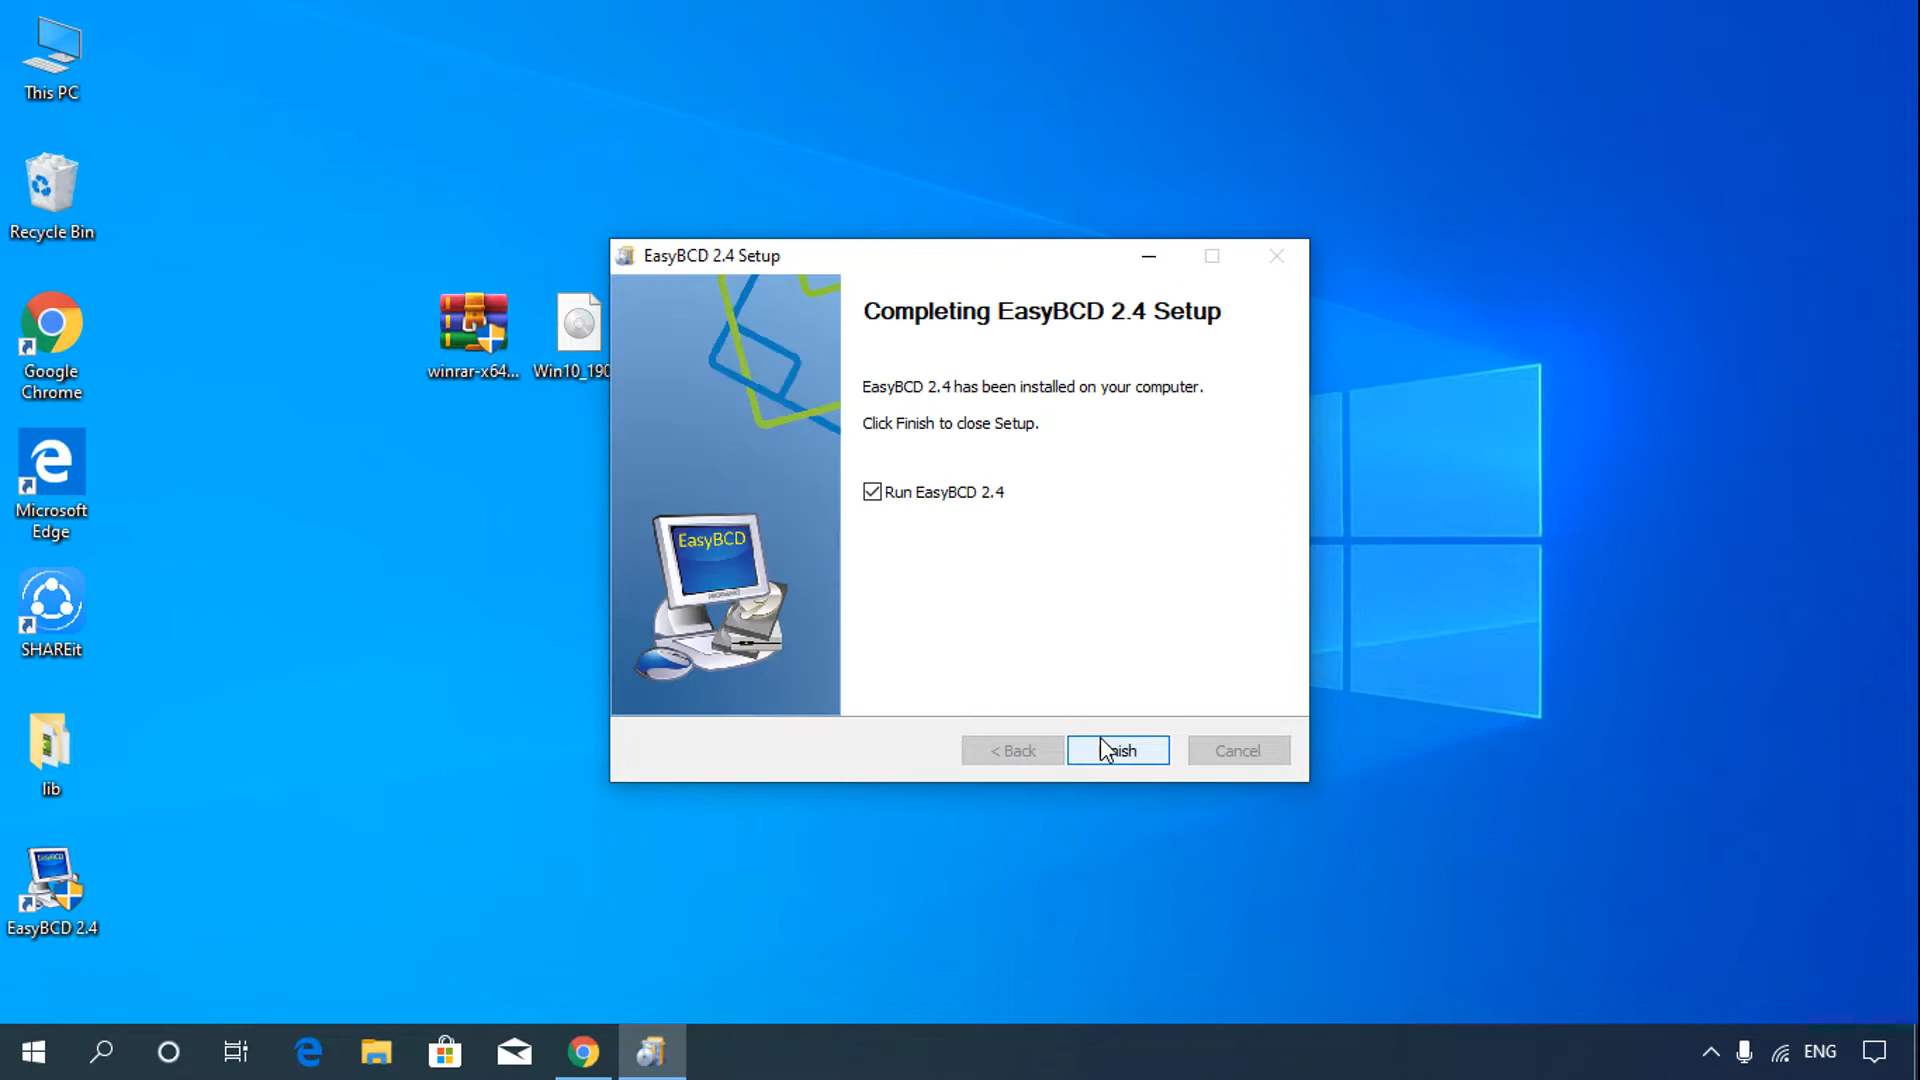 This PC
Recycle Bin
Google
Chrome
Microsoft
Edge
SHAREit
lib
EasyBCD 2.4
winrar-x64...
Win10_190
EasyBCD 2.4 Setup
EasyBCD
Completing EasyBCD 2.4 Setup
EasyBCD 2.4 has been installed on your computer.
Click Finish to close Setup.
Run EasyBCD 2.4
< Back
Finish
Cancel
ENG